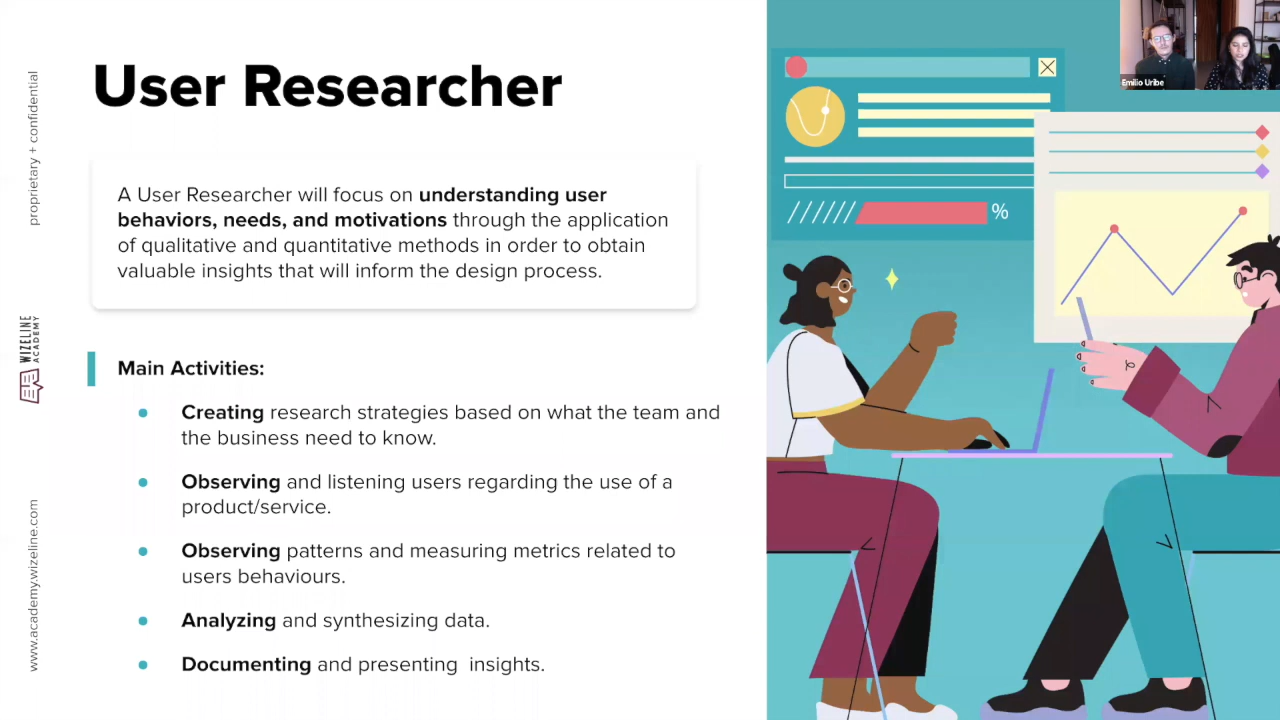 User Researcher
A User Researcher will focus on understanding user
behaviors, needs, and motivations through the application
of qualitative and quantitative methods in order to obtain
valuable insights that will inform the design process.
Main Activities:
Creating research strategies based on what the team and
the business need to know.
Observing and listening users regarding the use of a
product/service.
Observing patterns and measuring metrics related to
users behaviours.
Analyzing and synthesizing data.
Documenting and presenting insights.
proprietary + confidential
WIZELINE
ACADEMY
www.academy.wizeline.com
%
Emilio Uribe